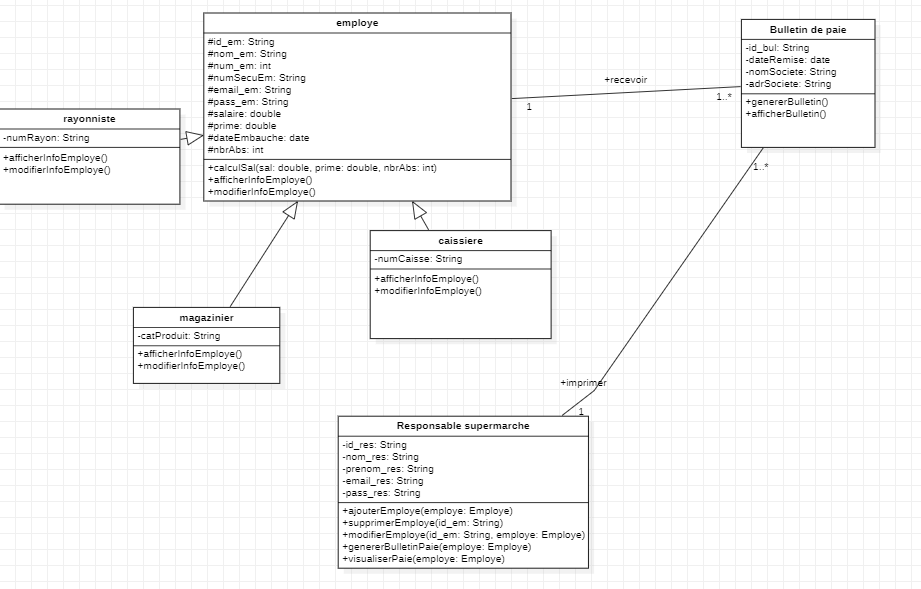 employe
#id_em: String
#nom_em: String
#num_em: int
#numSecuEm: String
#email_em: String
#pass_em: String
#salaire: double
#prime: double
#dateEmbauche: date
#nbrAbs: int
+calculSal(sal: double, prime: double, nbrAbs: int)
+afficherInfoEmploye()
+modifierInfoEmploye()
+recevoir
1
1..*
Bulletin de paie
-id_bul: String
-dateRemise: date
-nomSociete: String
-adrSociete: String
+genererBulletin()
+afficherBulletin()
1..*
rayonniste
-numRayon: String
+afficherInfoEmploye()
+modifierInfoEmploye()
caissiere
-numCaisse: String
+afficherInfoEmploye()
+modifierInfoEmploye()
magazinier
-catProduit: String
+afficherInfoEmploye()
+modifierInfoEmploye()
+imprimer
1
Responsable supermarche
-id_res: String
-nom_res: String
-prenom_res: String
-email_res: String
-pass_res: String
+ajouterEmploye(employe: Employe)
+supprimerEmploye(id_em: String)
+modifierEmploye(id_em: String, employe: Employe)
+genererBulletinPaie(employe: Employe)
+visualiserPaie(employe: Employe)